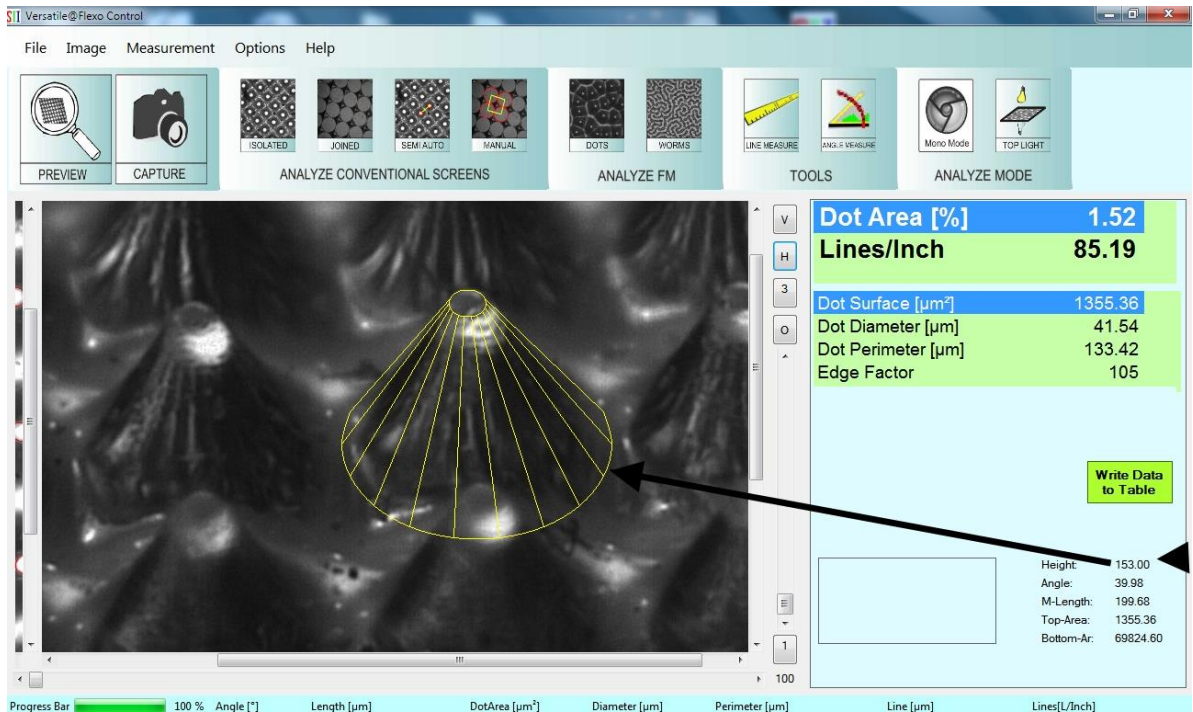 Versatile@Flexo Control
File Image Measurement Options Help
ISOLATED JOINED SEMI AUTO MANUAL DOTS WORMS LINE MEASURE ANGLE MEASURE Mono Mode TOP LIGHT
PREVIEW CAPTURE ANALYZE CONVENTIONAL SCREENS ANALYZE FM TOOLS ANALYZE MODE
V
H
3
O
1
100
Dot Area [%] 1.52
Lines/Inch 85.19
Dot Surface [µm²] 1355.36
Dot Diameter [µm] 41.54
Dot Perimeter [µm] 133.42
Edge Factor 105
Write Data
to Table
Height: 153.00
Angle: 39.98
M-Length: 199.68
Top-Area: 1355.36
Bottom-Ar: 69824.60
Progress Bar 100 % Angle [°] Length [µm] DotArea [µm²] Diameter [µm] Perimeter [µm] Line [µm] Lines[L/Inch]